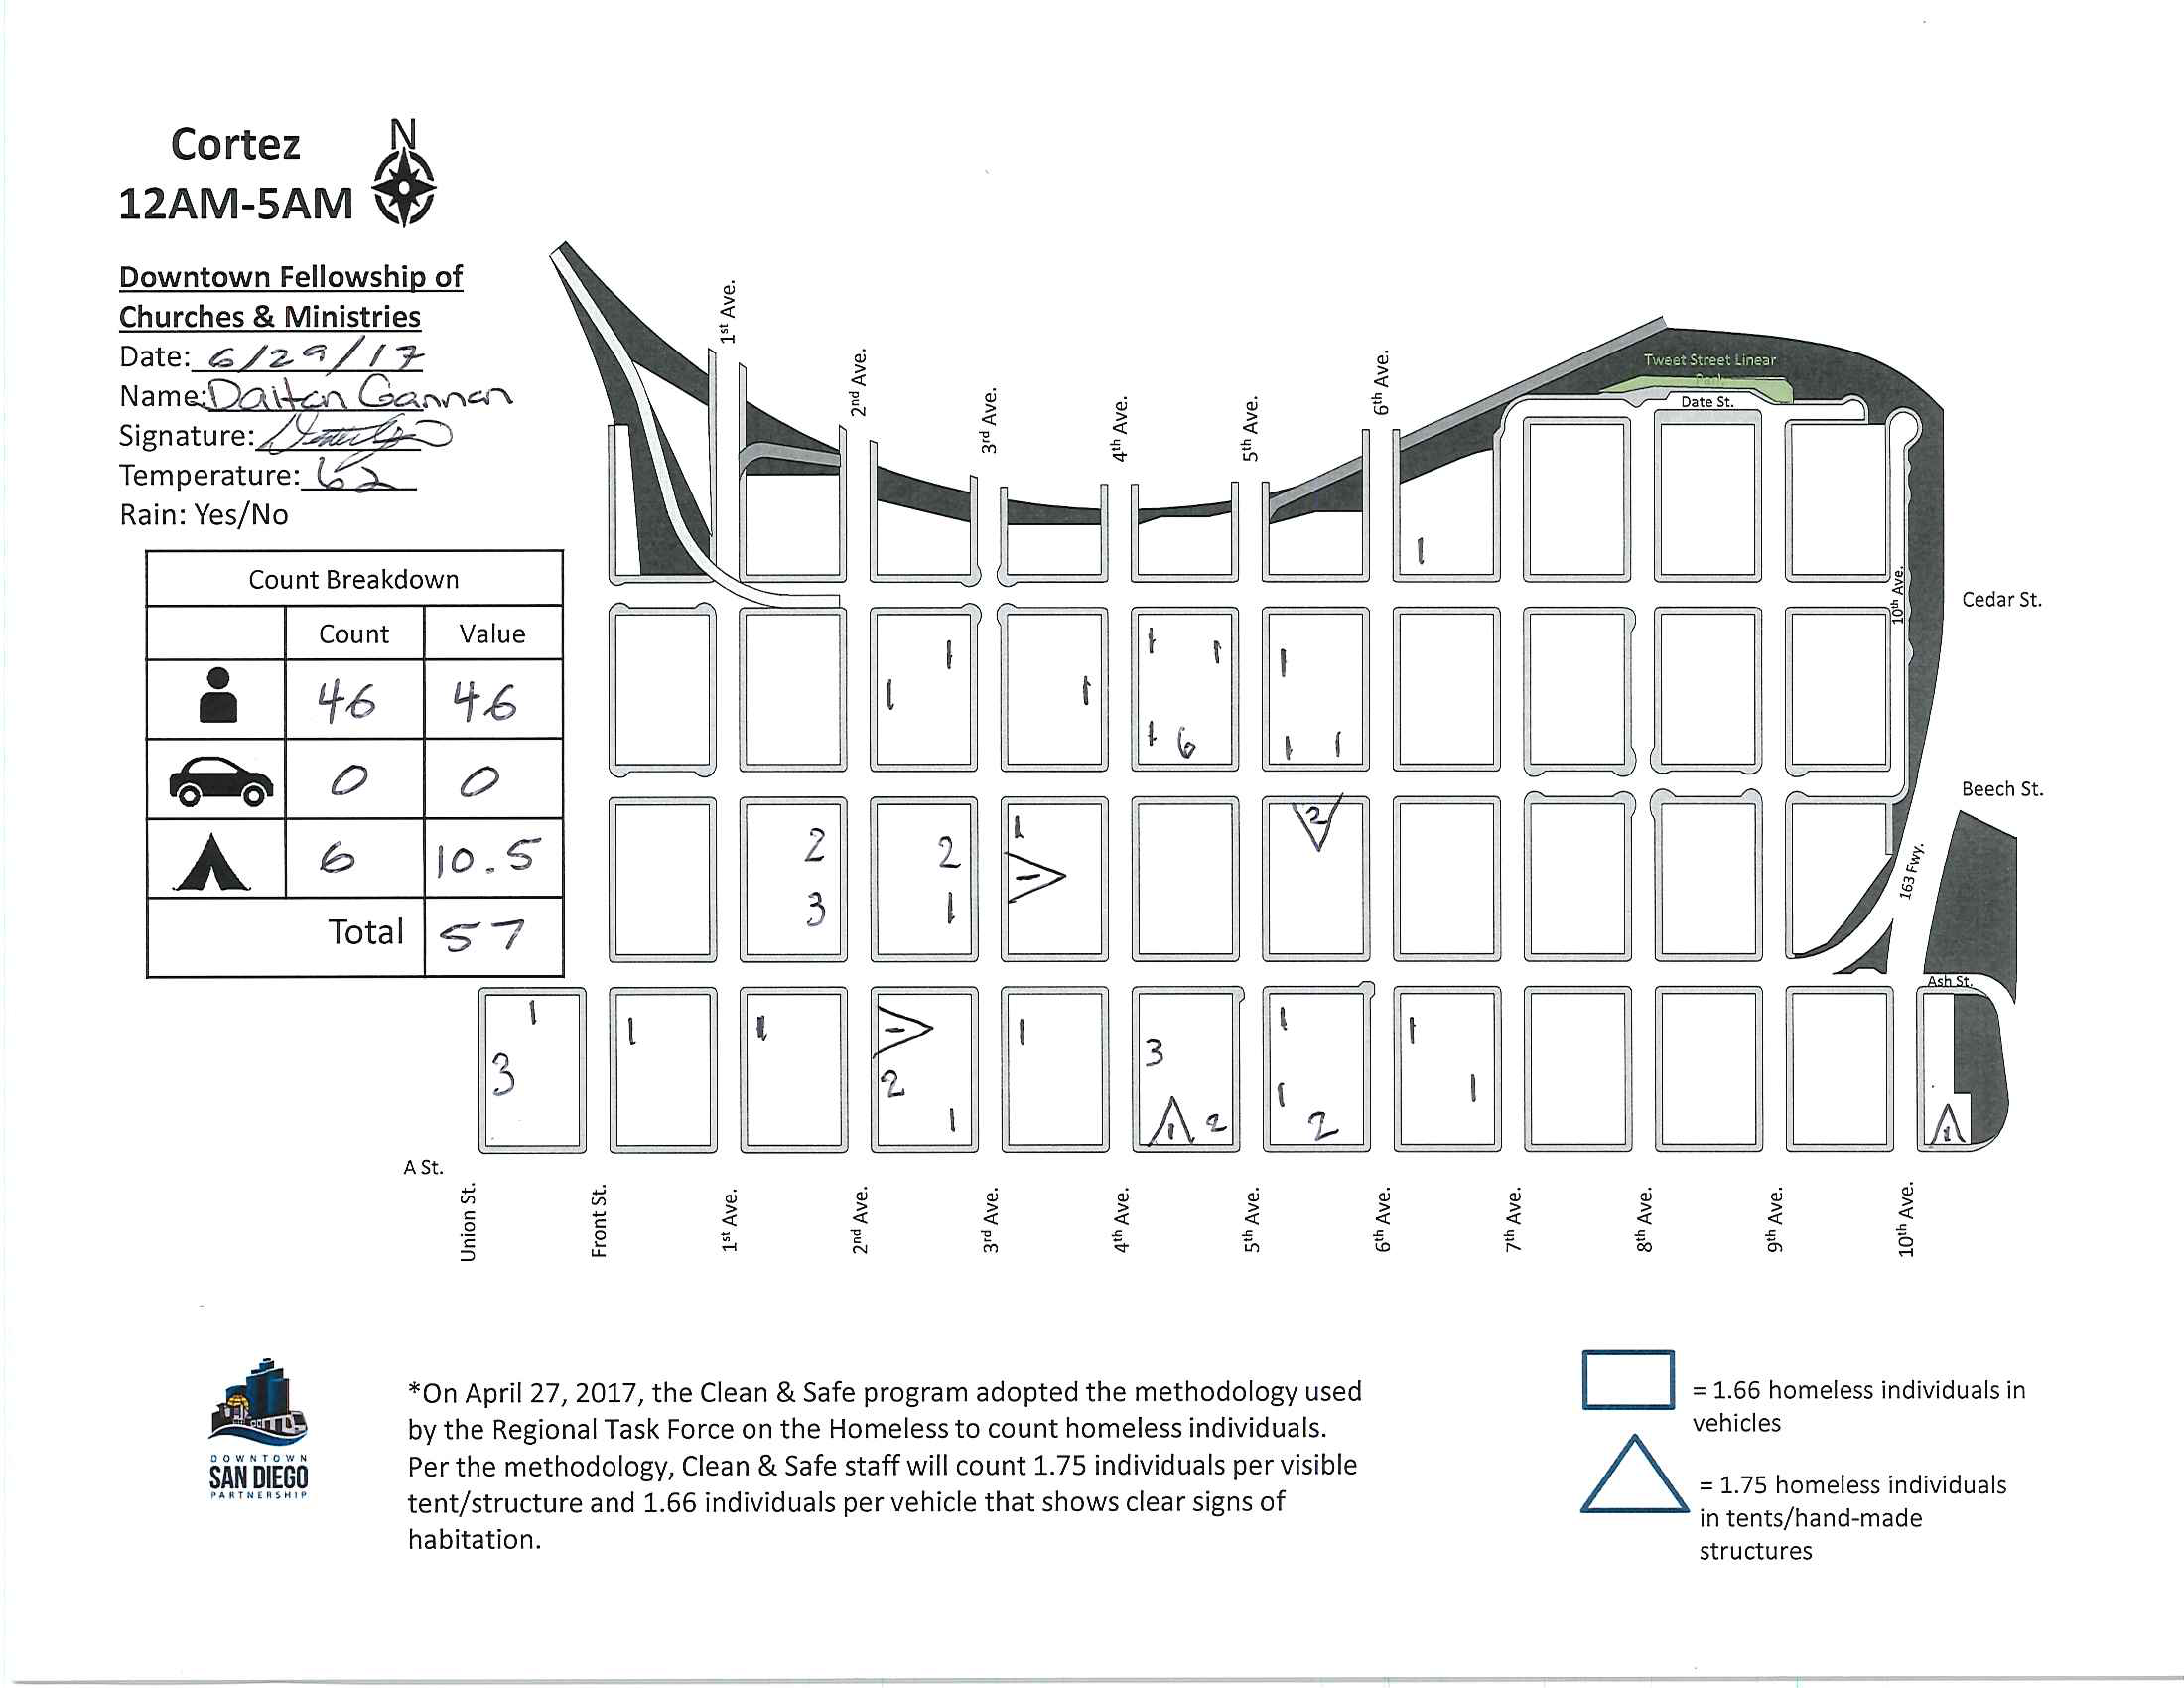 Cortez
12AM-5AM
N
Downtown Fellowship of
Churches & Ministries
Date: 6/29/17
Name: Dalton Gannon
Signature:
Temperature: 62
Rain: Yes/No
Count Breakdown
Count Value
46 46
0 0
6 10.5
Total 57
1st Ave.
2nd Ave.
3rd Ave.
4th Ave.
5th Ave.
6th Ave.
Tweet Street Linear
Park
Date St.
1
10th Ave.
Cedar St.
1 1 1 1 1
1 1
1 6 1 1
Beech St.
2 2 1 2
1
3 1
163 Fwy.
Ash St.
1 1 1 1 1 1 1
3 2 3 1 1
1 1 2 2 1
A St.
Union St.
Front St.
1st Ave.
2nd Ave.
3rd Ave.
4th Ave.
5th Ave.
6th Ave.
7th Ave.
8th Ave.
9th Ave.
10th Ave.
DOWNTOWN
SAN DIEGO
PARTNERSHIP
*On April 27, 2017, the Clean & Safe program adopted the methodology used
by the Regional Task Force on the Homeless to count homeless individuals.
Per the methodology, Clean & Safe staff will count 1.75 individuals per visible
tent/structure and 1.66 individuals per vehicle that shows clear signs of
habitation.
= 1.66 homeless individuals in
vehicles
= 1.75 homeless individuals
in tents/hand-made
structures